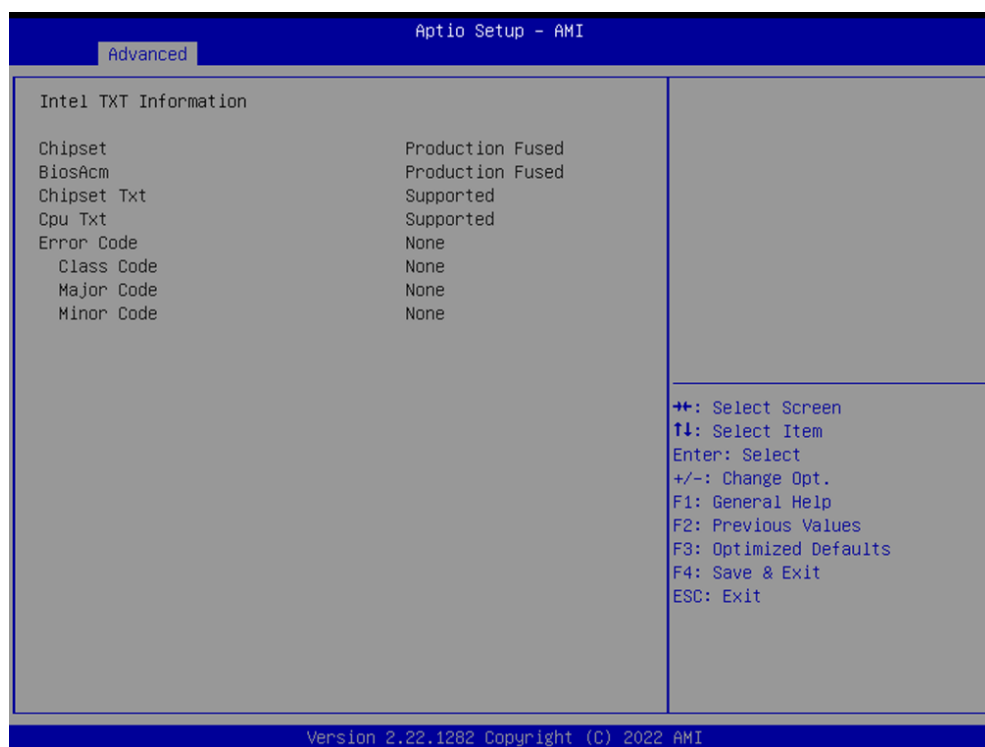 Aptio Setup – AMI
Advanced
Intel TXT Information
Chipset Production Fused
BiosAcm Production Fused
Chipset Txt Supported
Cpu Txt Supported
Error Code None
Class Code None
Major Code None
Minor Code None
→←: Select Screen
↑↓: Select Item
Enter: Select
+/-: Change Opt.
F1: General Help
F2: Previous Values
F3: Optimized Defaults
F4: Save & Exit
ESC: Exit
Version 2.22.1282 Copyright (C) 2022 AMI